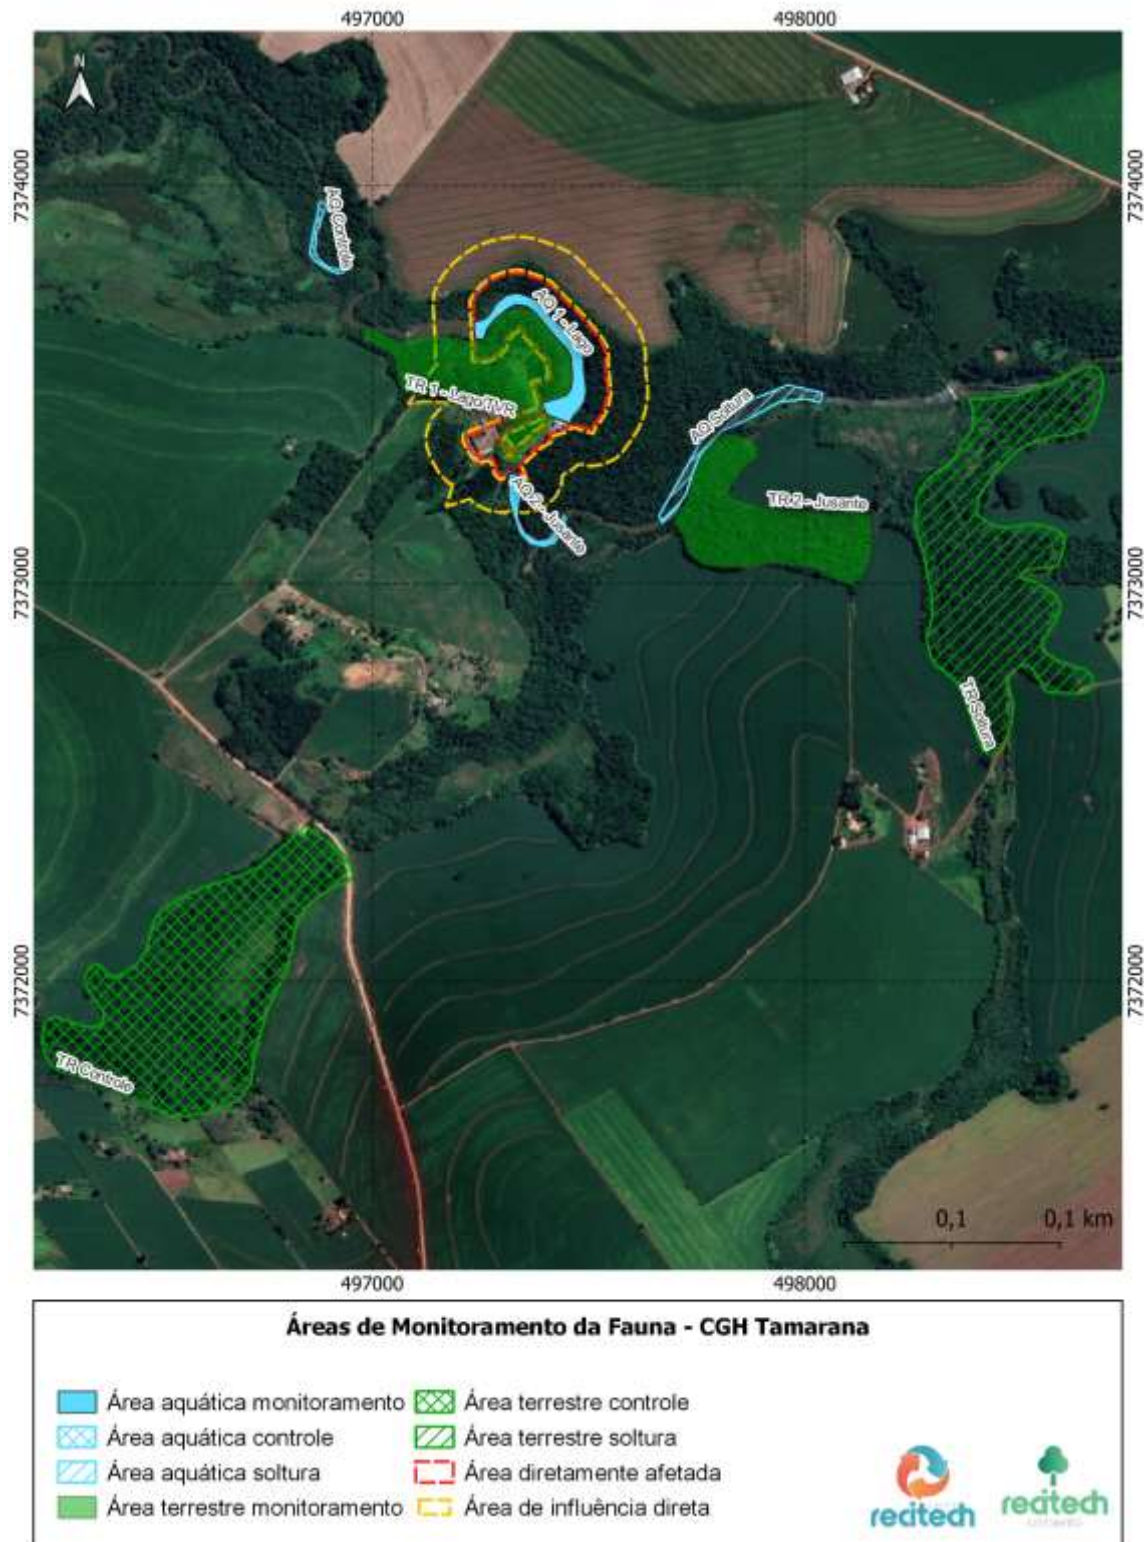 497000
498000
N
7374000
7374000
AQ Controle
AQ 1 - Lago
TR 1 - Lago/TVR
AQ Soltura
TR 2 - Jusante
AQ 2 - Jusante
7373000
7373000
TR Soltura
7372000
7372000
TR Controle
0
0,1
0,1 km
497000
498000
Áreas de Monitoramento da Fauna - CGH Tamarana
Área aquática monitoramento
Área terrestre controle
Área aquática controle
Área terrestre soltura
Área aquática soltura
Área diretamente afetada
Área terrestre monitoramento
Área de influência direta
recitech
recitech